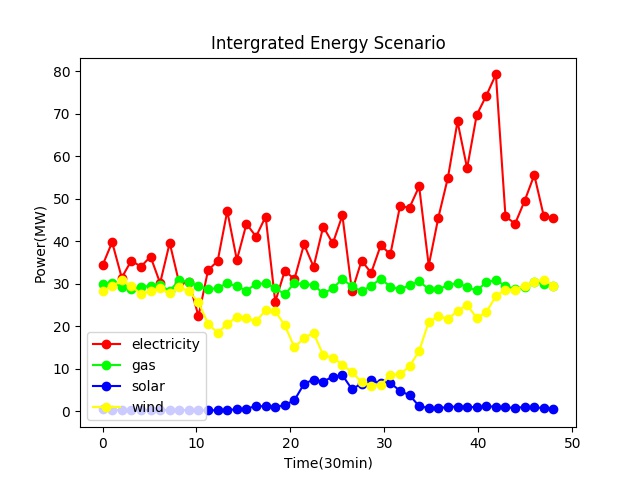 Intergrated Energy Scenario
Power(MW)
80
70
60
50
40
30
20
10
0
electricity
gas
solar
wind
0 10 20 30 40 50
Time(30min)